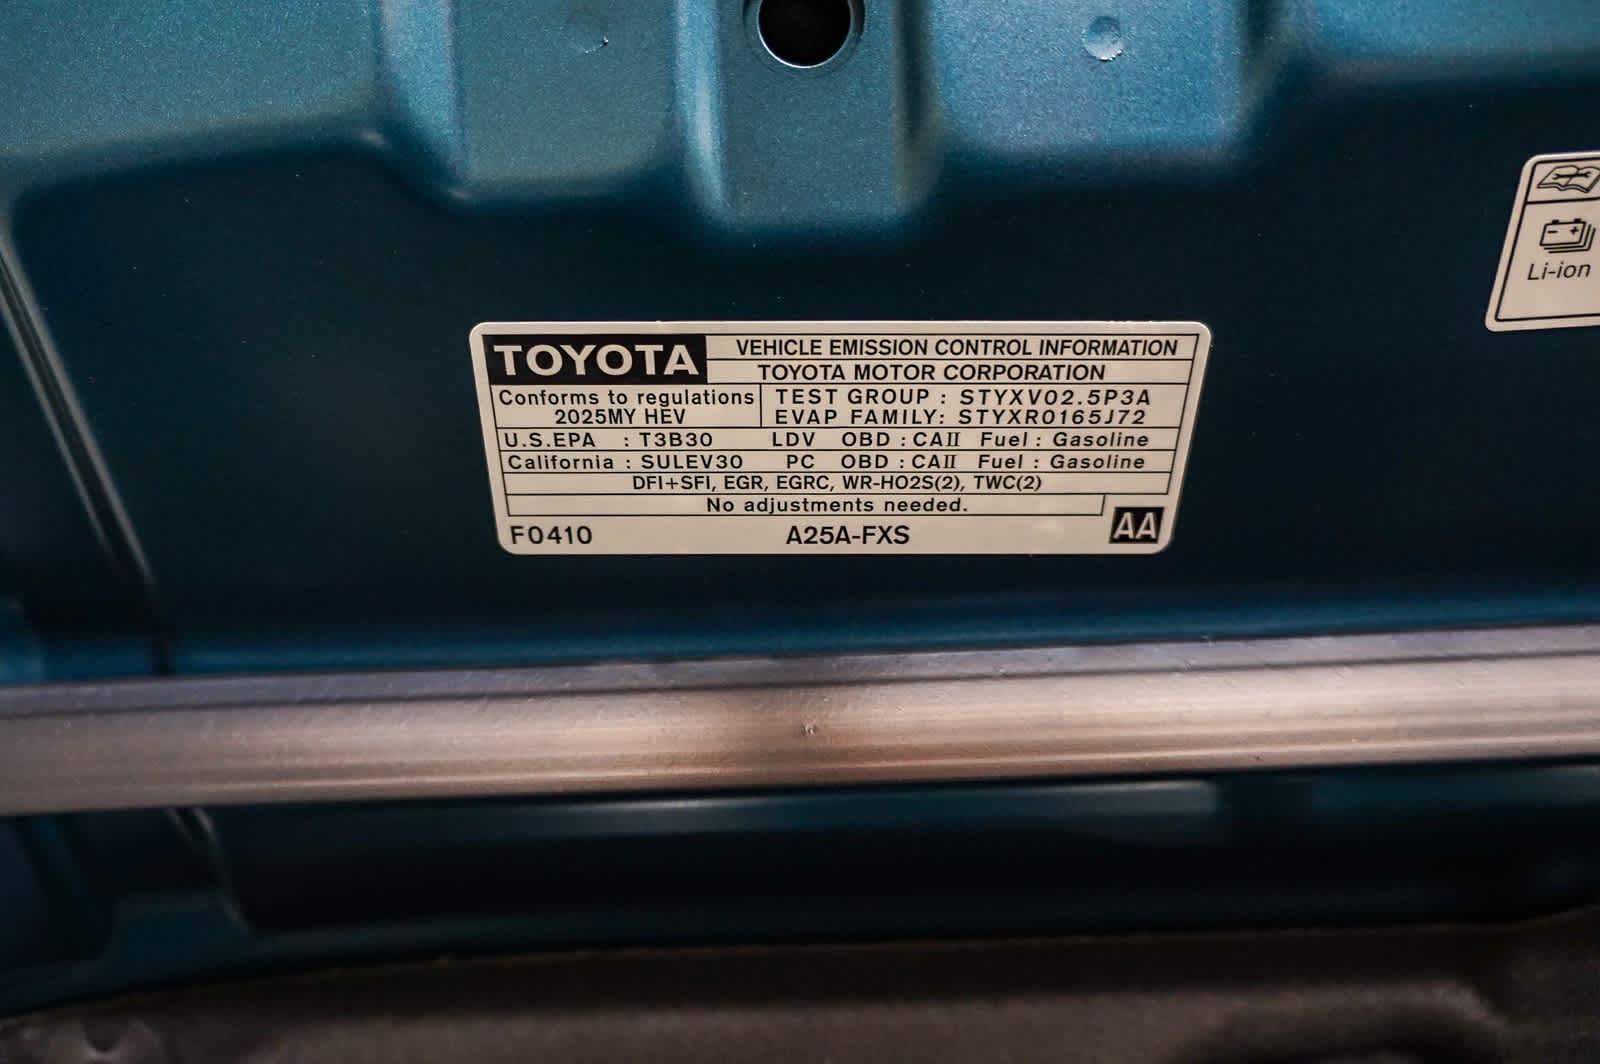 TOYOTA
VEHICLE EMISSION CONTROL INFORMATION
TOYOTA MOTOR CORPORATION
Conforms to regulations
2025MY HEV
TEST GROUP : STYXV02.5P3A
EVAP FAMILY: STYXR0165J72
U.S.EPA : T3B30 LDV OBD : CAII Fuel : Gasoline
California : SULEV30 PC OBD : CAII Fuel : Gasoline
DFI+SFI, EGR, EGRC, WR-HO2S(2), TWC(2)
No adjustments needed.
F0410 A25A-FXS AA
Li-ion